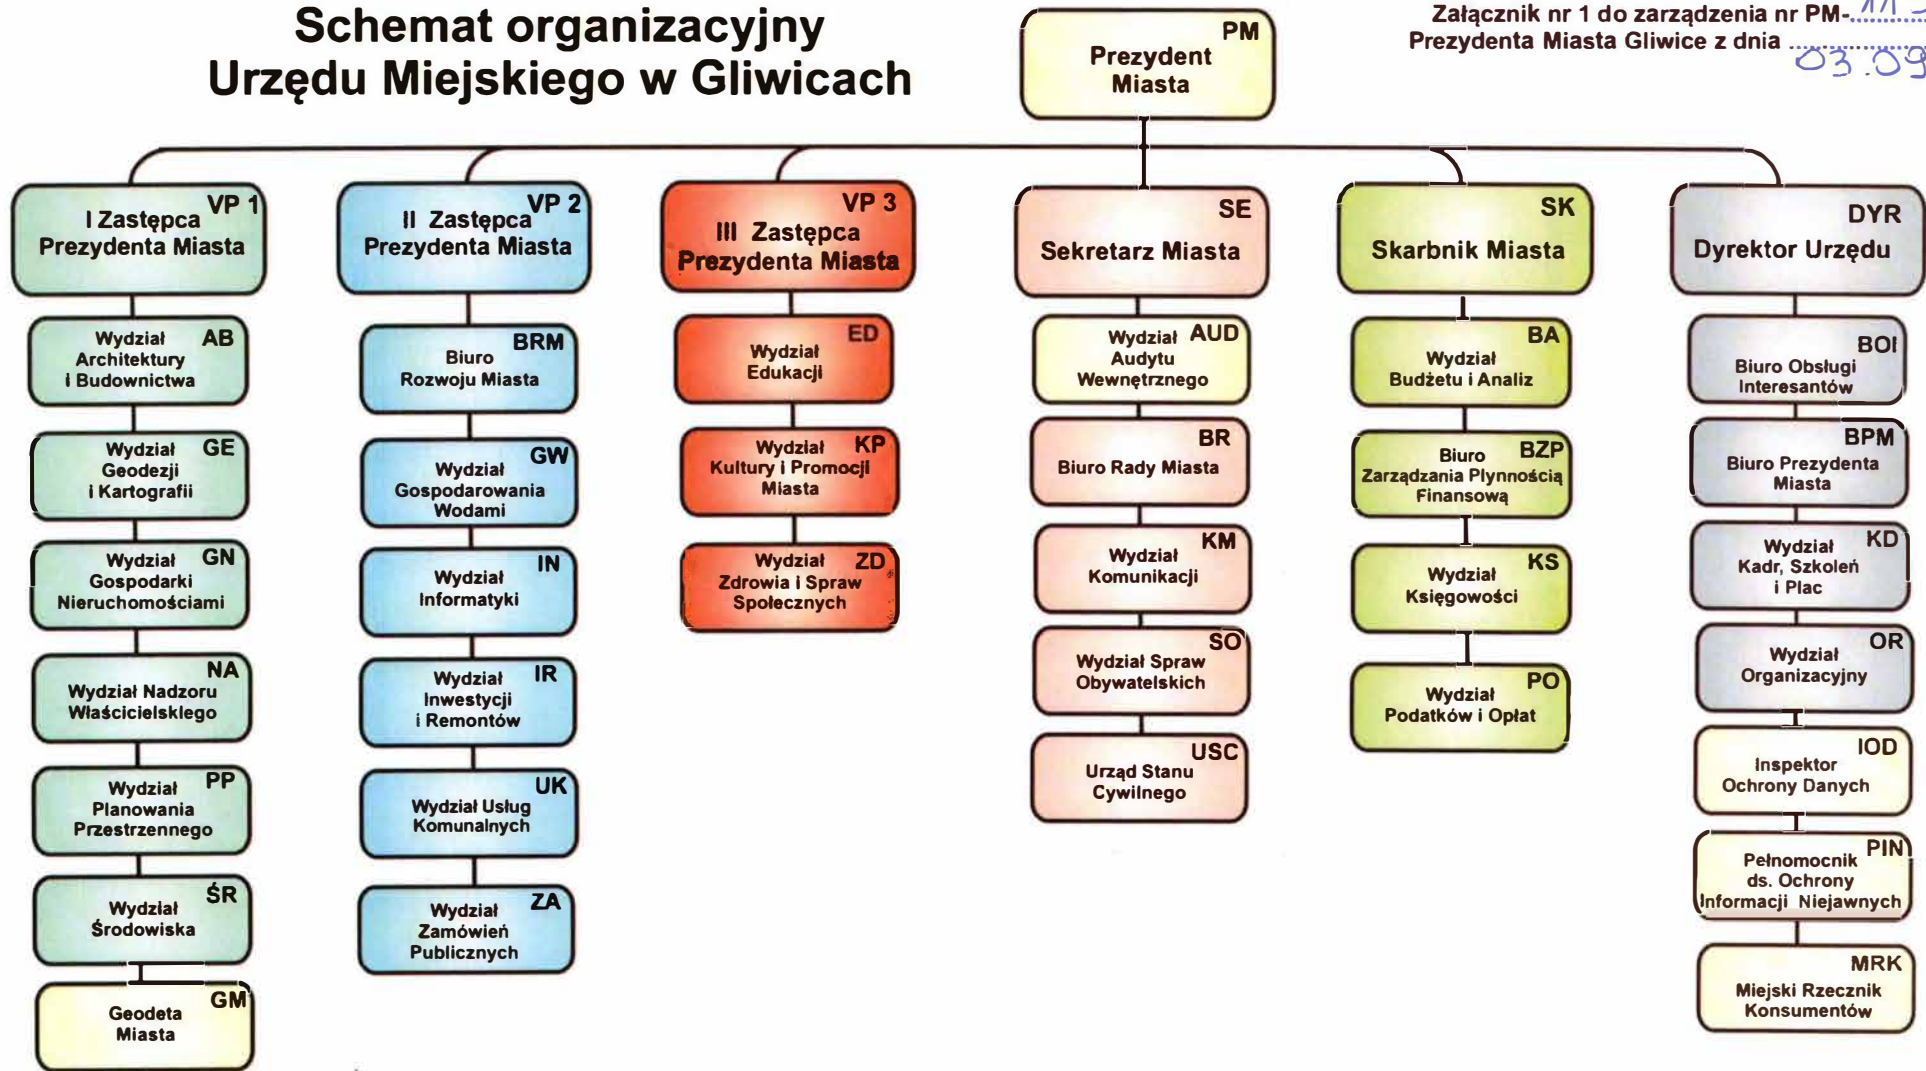 Schemat organizacyjny
Urzędu Miejskiego w Gliwicach
Załącznik nr 1 do zarządzenia nr PM-
Prezydenta Miasta Gliwice z dnia
03.09
PM
Prezydent
Miasta
VP 1
I Zastępca
Prezydenta Miasta
AB
Wydział
Architektury
i Budownictwa
GE
Wydział
Geodezji
i Kartografii
GN
Wydział
Gospodarki
Nieruchomościami
NA
Wydział Nadzoru
Właścicielskiego
PP
Wydział
Planowania
Przestrzennego
ŚR
Wydział
Środowiska
GM
Geodeta
Miasta
VP 2
II Zastępca
Prezydenta Miasta
BRM
Biuro
Rozwoju Miasta
GW
Wydział
Gospodarowania
Wodami
IN
Wydział
Informatyki
IR
Wydział
Inwestycji
i Remontów
UK
Wydział Usług
Komunalnych
ZA
Wydział
Zamówień
Publicznych
VP 3
III Zastępca
Prezydenta Miasta
ED
Wydział
Edukacji
KP
Wydział
Kultury i Promocji
Miasta
ZD
Wydział
Zdrowia i Spraw
Społecznych
SE
Sekretarz Miasta
AUD
Wydział
Audytu
Wewnętrznego
BR
Biuro Rady Miasta
KM
Wydział
Komunikacji
SO
Wydział Spraw
Obywatelskich
USC
Urząd Stanu
Cywilnego
SK
Skarbnik Miasta
BA
Wydział
Budżetu i Analiz
BZP
Biuro
Zarządzania Płynnością
Finansową
KS
Wydział
Księgowości
PO
Wydział
Podatków i Opłat
DYR
Dyrektor Urzędu
BOI
Biuro Obsługi
Interesantów
BPM
Biuro Prezydenta
Miasta
KD
Wydział
Kadr, Szkoleń
i Płac
OR
Wydział
Organizacyjny
IOD
Inspektor
Ochrony Danych
PIN
Pełnomocnik
ds. Ochrony
Informacji Niejawnych
MRK
Miejski Rzecznik
Konsumentów